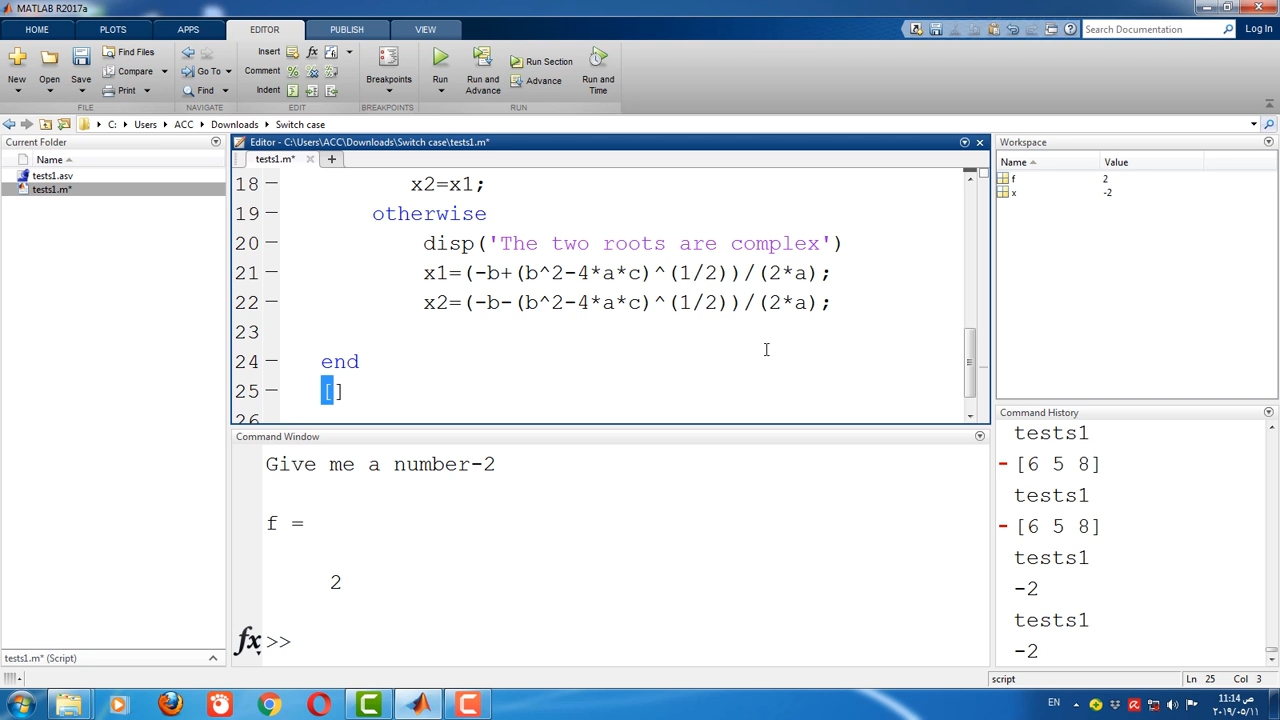 MATLAB R2017a
HOME PLOTS APPS EDITOR PUBLISH VIEW
Search Documentation Log In
New Open Save Find Files Compare Print
Go To Find
Insert fx
Comment
Indent
Breakpoints
Run Run and Advance Run Section Advance Run and Time
FILE NAVIGATE EDIT BREAKPOINTS RUN
C: Users ACC Downloads Switch case
Current Folder
Name
tests1.asv
tests1.m*
tests1.m* (Script)
Editor - C:\Users\ACC\Downloads\Switch case\tests1.m*
tests1.m* +
18 x2=x1;
19 — otherwise
20 — disp('The two roots are complex')
21 — x1=(-b+(b^2-4*a*c)^(1/2))/(2*a);
22 — x2=(-b-(b^2-4*a*c)^(1/2))/(2*a);
23
24 — end
25 — []
26
Command Window
Give me a number-2
f =
2
fx >>
Workspace
Name Value
f 2
x -2
Command History
tests1
[6 5 8]
tests1
[6 5 8]
tests1
-2
tests1
-2
script Ln 25 Col 3
EN
11:14 ص
٢٠١٩/٠٥/١١